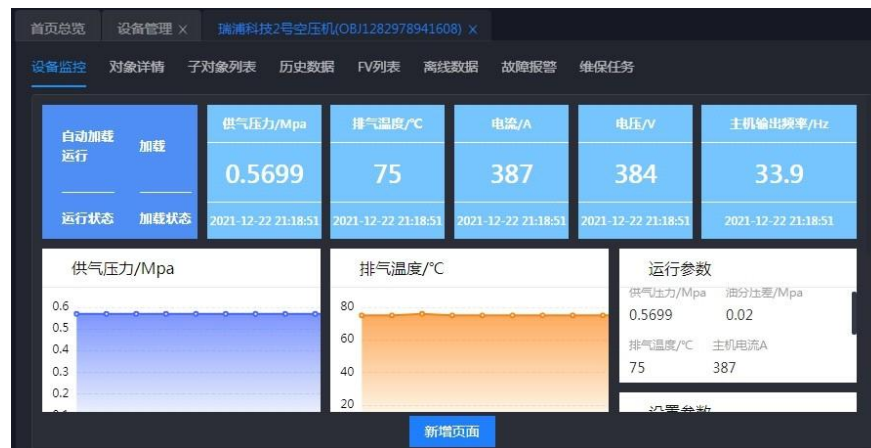 首页总览 设备管理 × 瑞浦科技2号空压机(OBJ1282978941608) ×
设备监控 对象详情 子对象列表 历史数据 FV列表 离线数据 故障报警 维保任务
自动加载运行 加载
运行状态 加载状态
供气压力/Mpa 排气温度/℃ 电流/A 电压/V 主机输出频率/Hz
0.5699 75 387 384 33.9
2021-12-22 21:18:51 2021-12-22 21:18:51 2021-12-22 21:18:51 2021-12-22 21:18:51 2021-12-22 21:18:51
供气压力/Mpa
0.6
0.5
0.4
0.3
0.2
排气温度/℃
80
60
40
20
运行参数
供气压力/Mpa 油分压差/Mpa
0.5699 0.02
排气温度/℃ 主机电流A
75 387
设置参数
新增页面